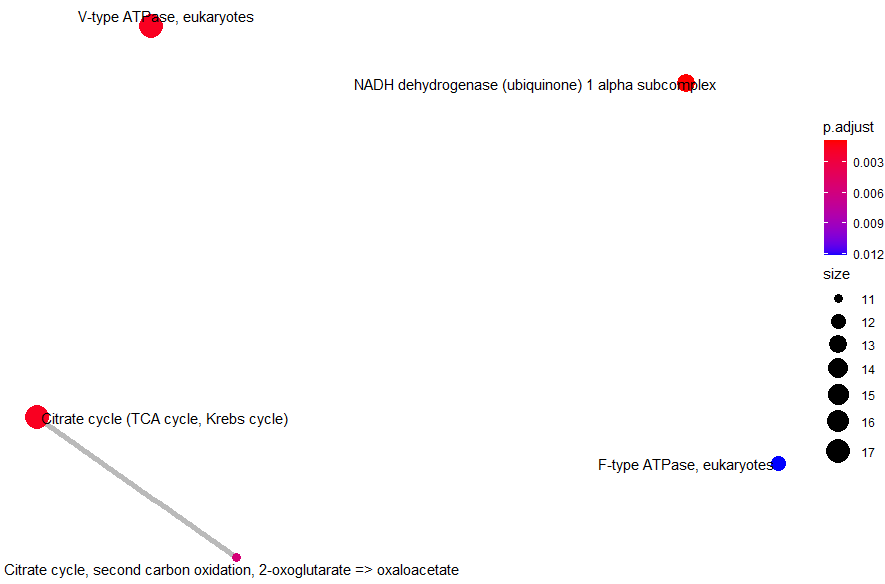 V-type ATPase, eukaryotes
NADH dehydrogenase (ubiquinone) 1 alpha subcomplex
Citrate cycle (TCA cycle, Krebs cycle)
F-type ATPase, eukaryotes
Citrate cycle, second carbon oxidation, 2-oxoglutarate => oxaloacetate
p.adjust
0.003
0.006
0.009
0.012
size
11
12
13
14
15
16
17